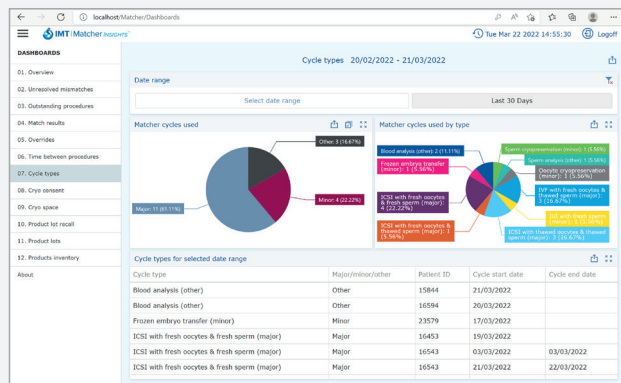 localhost/Matcher/Dashboards
IMT | Matcher INSIGHTS
Tue Mar 22 2022 14:55:30
Logoff
DASHBOARDS
01. Overview
02. Unresolved mismatches
03. Outstanding procedures
04. Match results
05. Overrides
06. Time between procedures
07. Cycle types
08. Cryo consent
09. Cryo space
10. Product lot recall
11. Product lots
12. Products inventory
About
Cycle types 20/02/2022 - 21/03/2022
Date range
Select date range
Last 30 Days
Matcher cycles used
Other: 3 (16.67%)
Minor: 4 (22.22%)
Major: 11 (61.11%)
Matcher cycles used by type
Blood analysis (other): 2 (11.11%)
Frozen embryo transfer
(minor): 1 (5.56%)
ICSI with fresh oocytes
& fresh sperm (major):
4 (22.22%)
ICSI with fresh oocytes &
thawed sperm (major): 1
(5.56%)
Sperm cryopreservation (minor): 1 (5.56%)
Sperm analysis (other): 1 (5.56%)
Oocyte cryopreservation
(minor): 1 (5.56%)
IVF with fresh oocytes &
thawed sperm (major):
3 (16.67%)
IUI with fresh sperm
(minor): 1 (5.56%)
ICSI with thawed oocytes & thawed
sperm (major): 3 (16.67%)
Cycle types for selected date range
Cycle type Major/minor/other Patient ID Cycle start date Cycle end date
Blood analysis (other) Other 15844 21/03/2022
Blood analysis (other) Other 16594 20/03/2022
Frozen embryo transfer (minor) Minor 23579 17/03/2022
ICSI with fresh oocytes & fresh sperm (major) Major 16453 19/03/2022
ICSI with fresh oocytes & fresh sperm (major) Major 16543 03/03/2022 03/03/2022
ICSI with fresh oocytes & fresh sperm (major) Major 16543 21/03/2022 22/03/2022